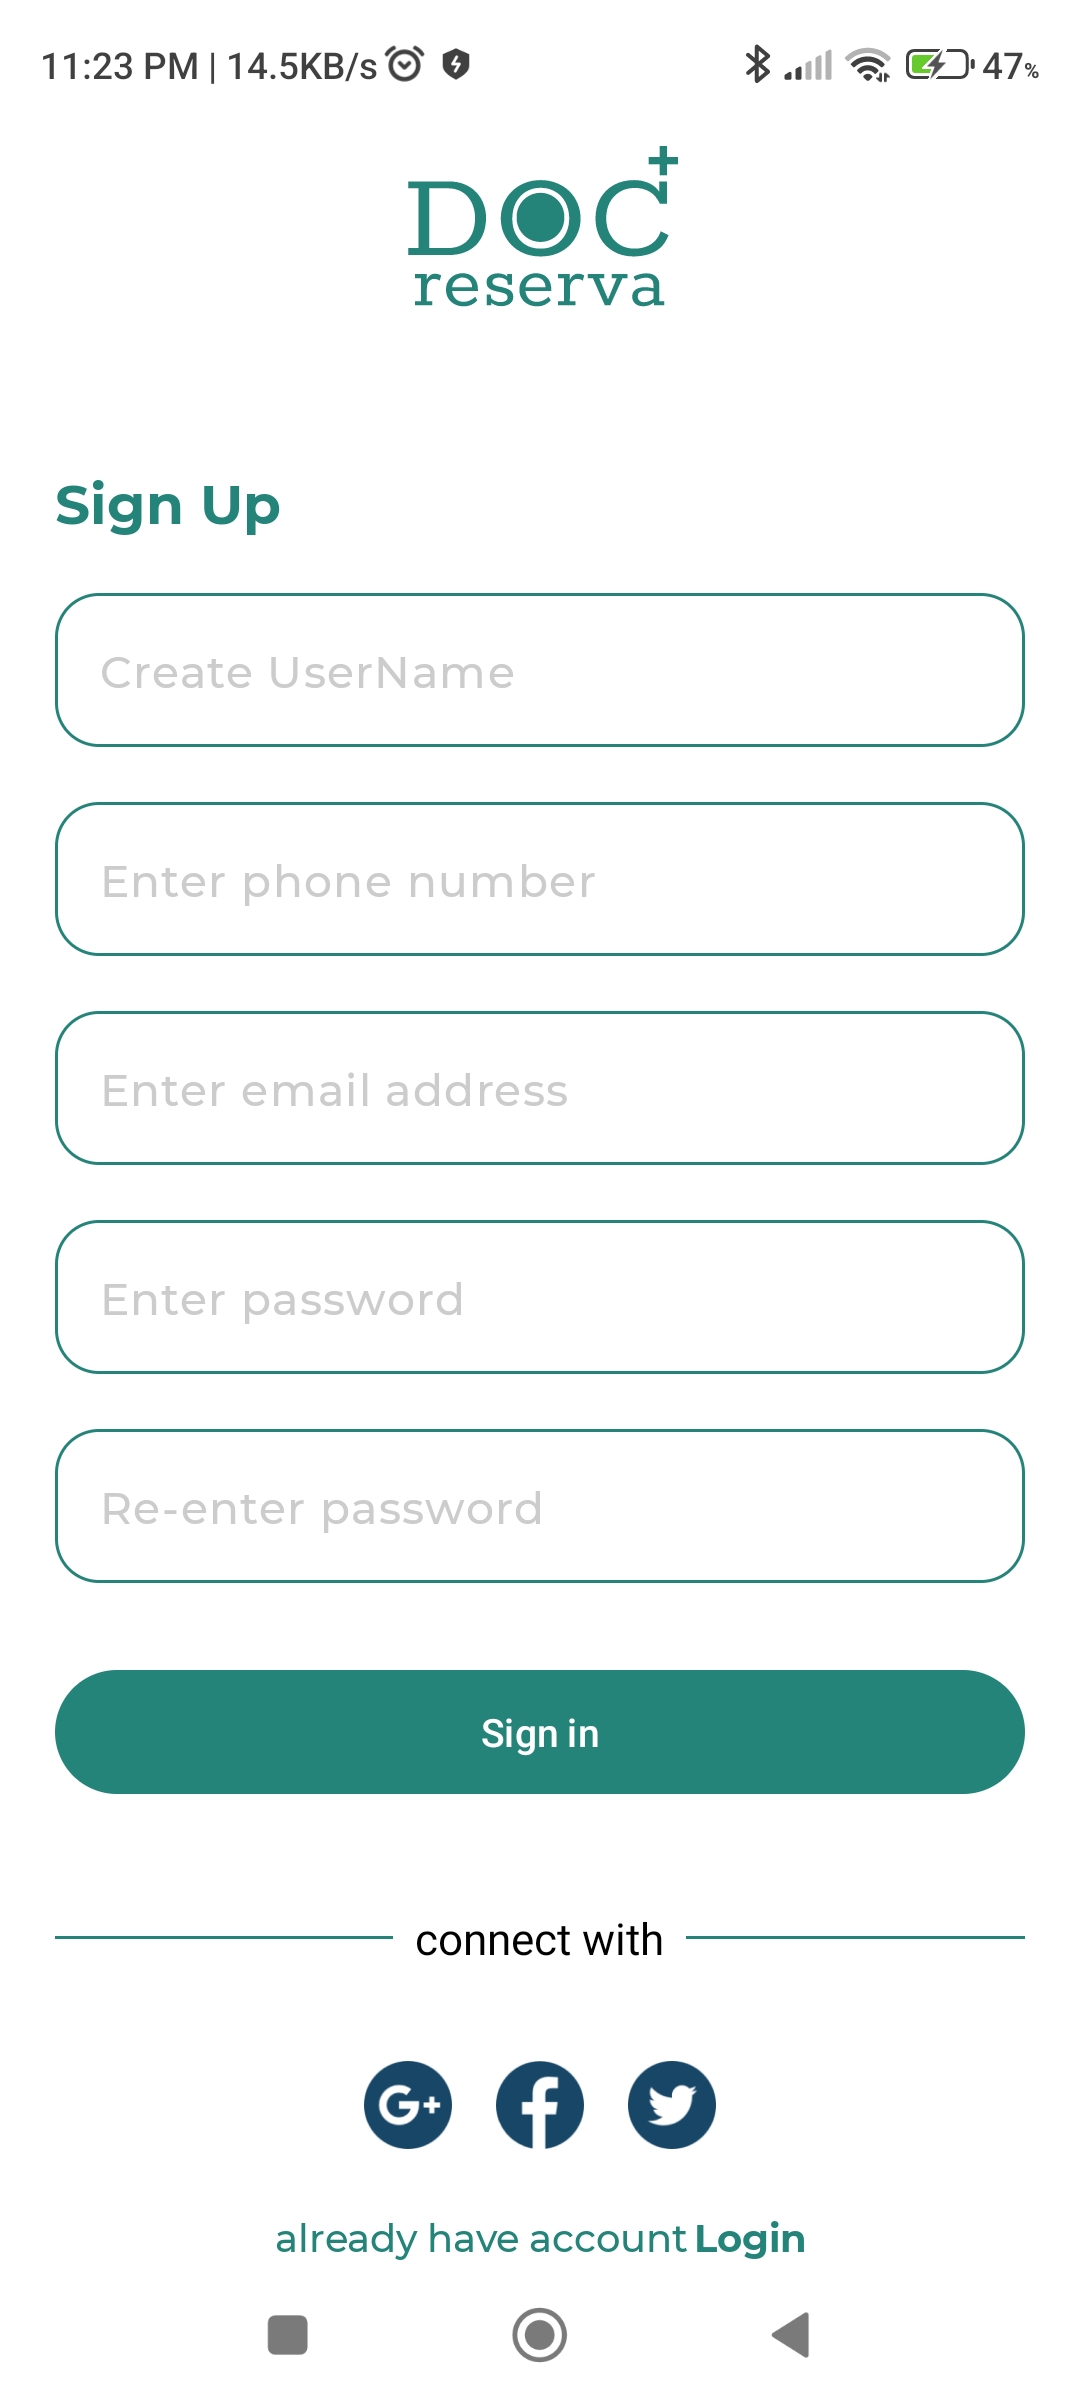 11:23 PM | 14.5KB/s 47%
DOC+
reserva
Sign Up
Create UserName
Enter phone number
Enter email address
Enter password
Re-enter password
Sign in
connect with
G+ f
already have account Login